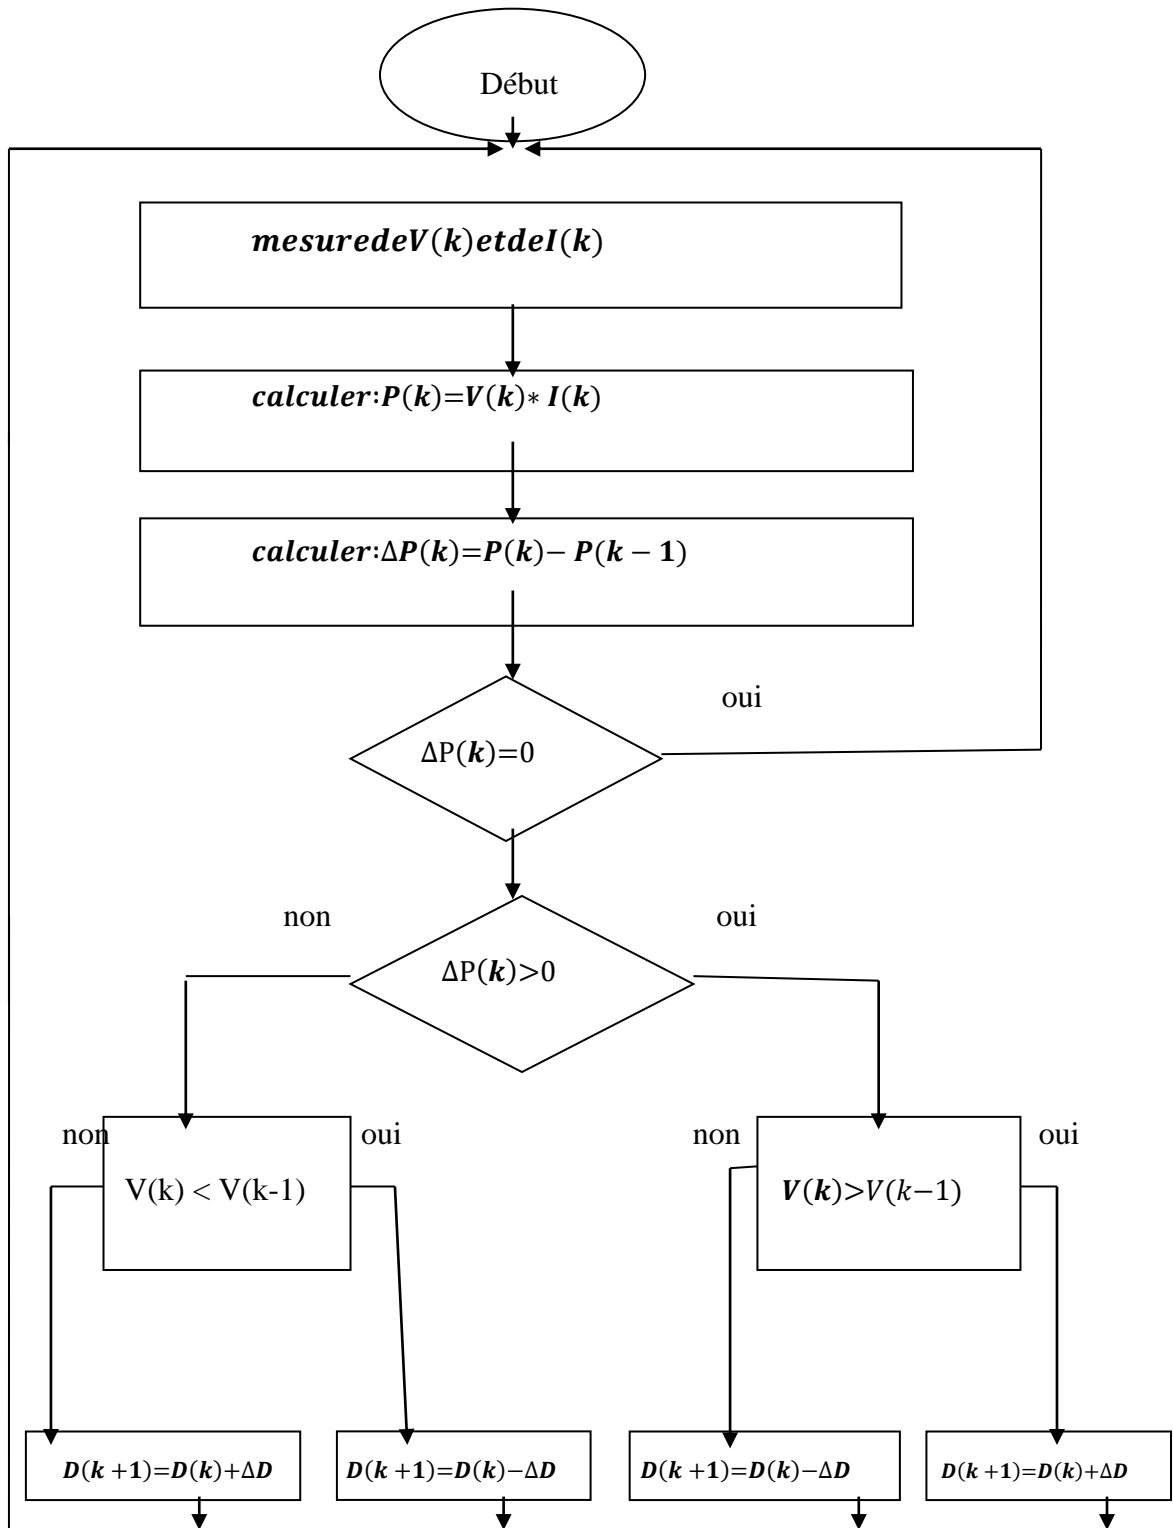 Début
mesuredeV(k)etdeI(k)
calculer:P(k)=V(k)∗ I(k)
calculer:ΔP(k)=P(k)− P(k − 1)
oui
ΔP(k)=0
non
oui
ΔP(k)>0
non
oui
non
oui
V(k) < V(k-1)
V(k)>V(k−1)
D(k +1)=D(k)+ΔD
D(k +1)=D(k)−ΔD
D(k +1)=D(k)−ΔD
D(k +1)=D(k)+ΔD